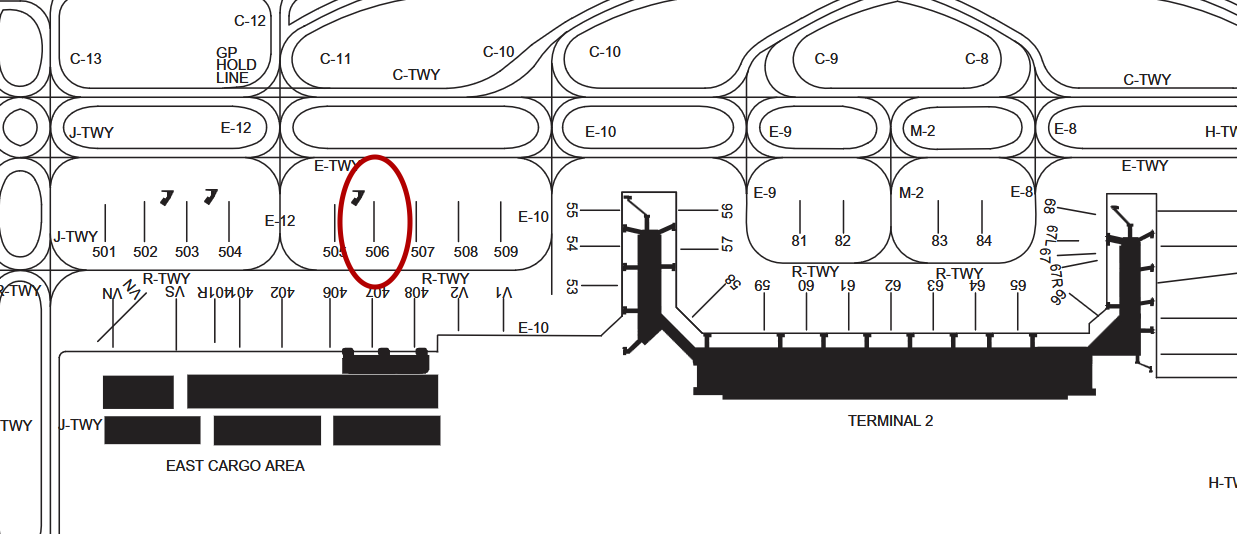 C-12
C-13
GP
HOLD
LINE
C-11
C-10
C-10
C-9
C-8
C-TWY
C-TWY
J-TWY
E-12
E-10
E-9
M-2
E-8
H-TW
E-TWY
E-TWY
E-12
E-10
E-9
M-2
E-8
J-TWY
501
502
503
504
505
506
507
508
509
55
54
53
56
57
58
81
82
83
84
68
67L
67
67R
66
R-TWY
R-TWY
R-TWY
R-TWY
R-TWY
VN
VN
VS
401R
401
402
406
407
408
V2
V1
59
60
61
62
63
64
65
E-10
TWY
J-TWY
TERMINAL 2
EAST CARGO AREA
H-TW